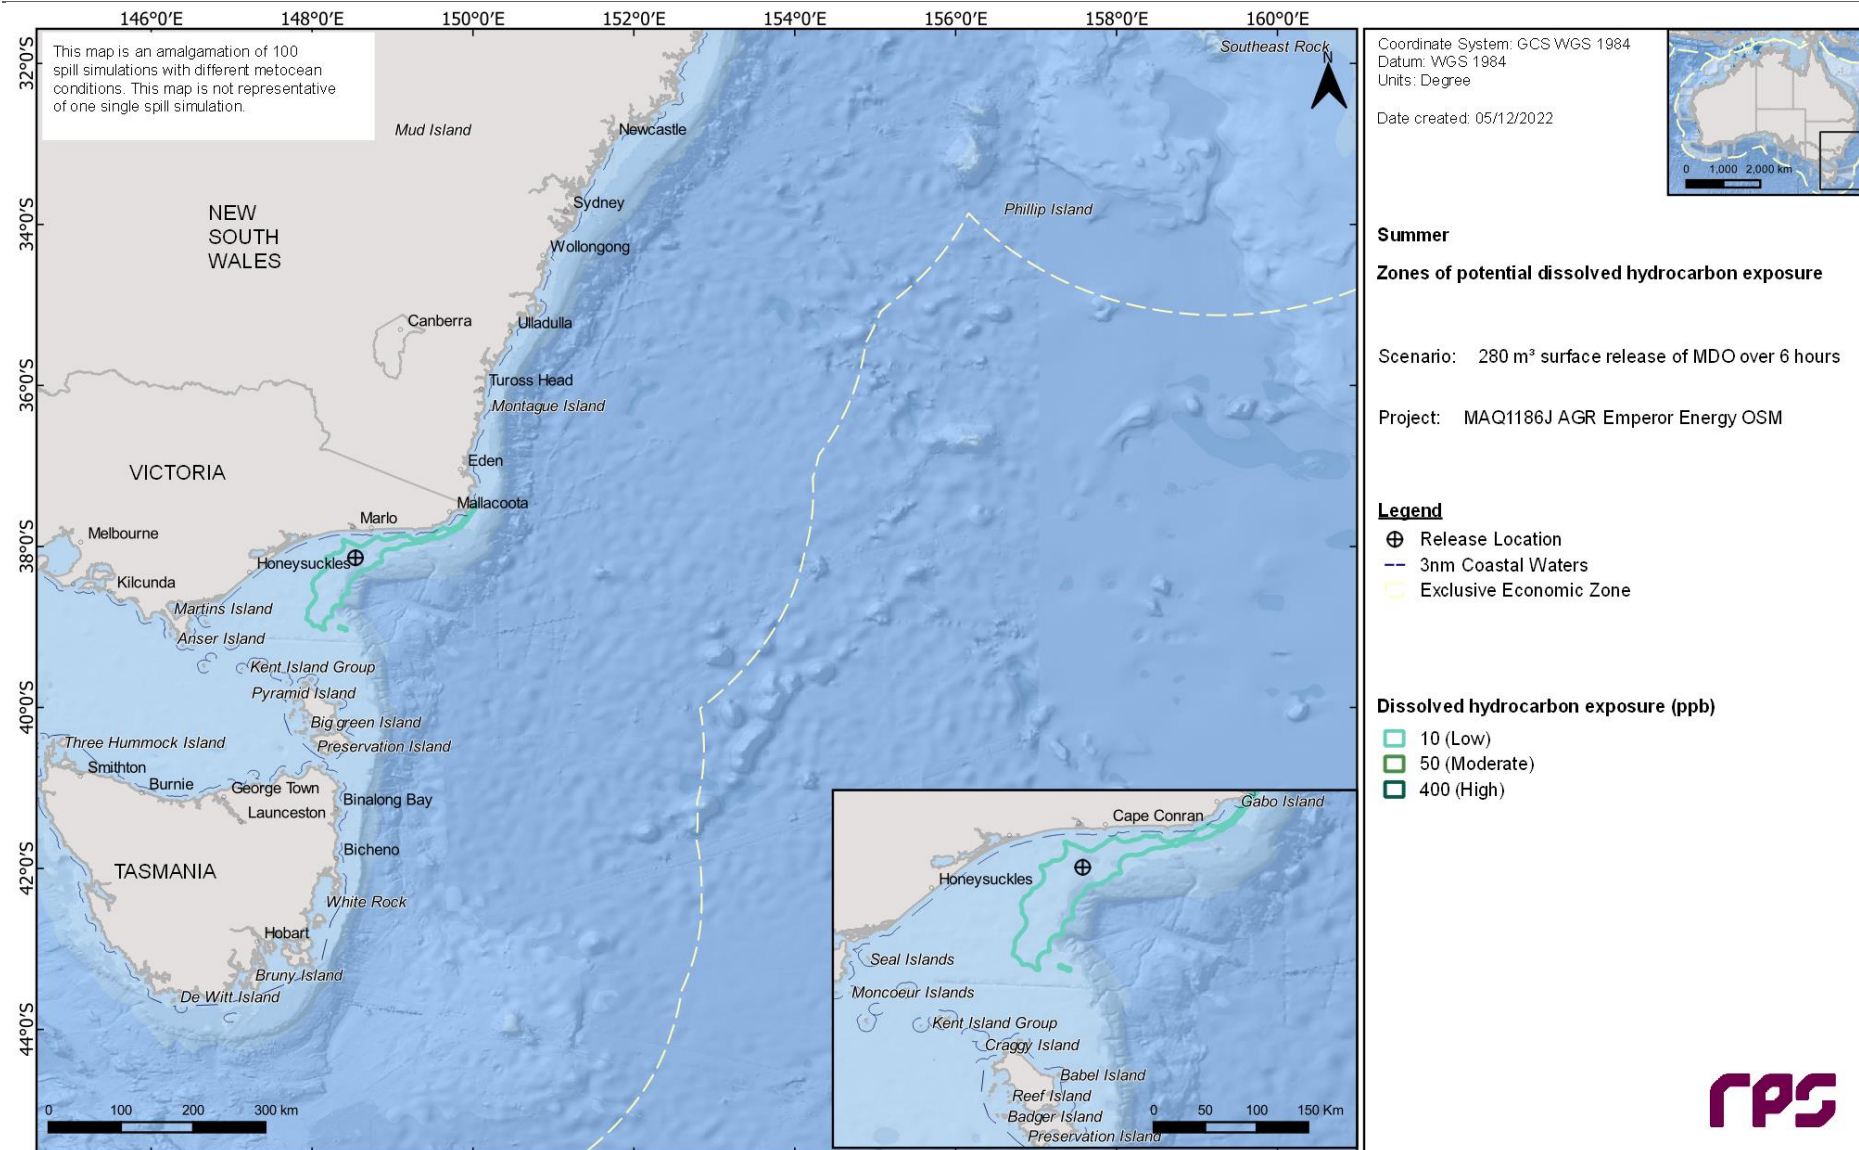 146°0′E 148°0′E 150°0′E 152°0′E 154°0′E 156°0′E 158°0′E 160°0′E
This map is an amalgamation of 100
spill simulations with different metocean
conditions. This map is not representative
of one single spill simulation.
Southeast Rock
N
32°S
34°0′S
36°0′S
38°0′S
40°0′S
42°0′S
44°0′S
Mud Island
Newcastle
NEW
SOUTH
WALES
Sydney
Phillip Island
Wollongong
Canberra
Ulladulla
Tuross Head
Montague Island
VICTORIA
Eden
Mallacoota
Marlo
Melbourne
Honeysuckles
Kilcunda
Martins Island
Anser Island
Kent Island Group
Pyramid Island
Big green Island
Three Hummock Island
Preservation Island
Smithton
Burnie
George Town
Binalong Bay
Launceston
Bicheno
TASMANIA
White Rock
Hobart
Bruny Island
De Witt Island
0 100 200 300 km
Gabo Island
Cape Conran
Honeysuckles
Seal Islands
Moncoeur Islands
Kent Island Group
Craggy Island
Babel Island
Reef Island
Badger Island
Preservation Island
0 50 100 150 Km
Coordinate System: GCS WGS 1984
Datum: WGS 1984
Units: Degree
Date created: 05/12/2022
0 1,000 2,000 km
Summer
Zones of potential dissolved hydrocarbon exposure
Scenario: 280 m³ surface release of MDO over 6 hours
Project: MAQ1186J AGR Emperor Energy OSM
Legend
Release Location
3nm Coastal Waters
Exclusive Economic Zone
Dissolved hydrocarbon exposure (ppb)
10 (Low)
50 (Moderate)
400 (High)
rps